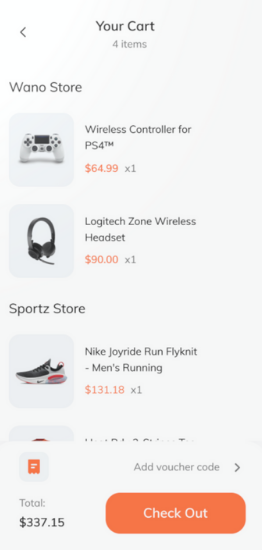 Your Cart
4 items
Wano Store
Wireless Controller for
PS4™
$64.99 x1
Logitech Zone Wireless
Headset
$90.00 x1
Sportz Store
Nike Joyride Run Flyknit
- Men's Running
$131.18 x1
Add voucher code
Total:
$337.15
Check Out